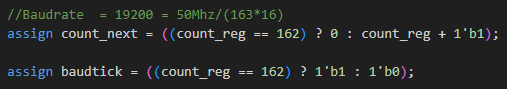 //Baudrate  = 19200 = 50Mhz/(163*16)
assign count_next = ((count_reg == 162) ? 0 : count_reg + 1'b1);
assign baudtick = ((count_reg == 162) ? 1'b1 : 1'b0);